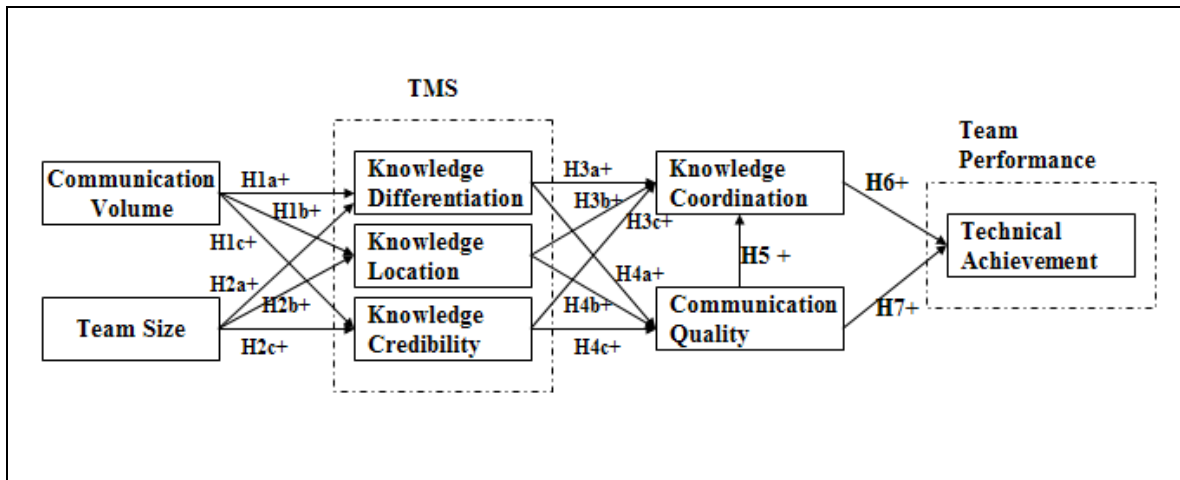 TMS
Team
Performance
Communication
Volume
Team Size
H1a+
H1b+
H1c+
H2a+
H2b+
H2c+
Knowledge
Differentiation
Knowledge
Location
Knowledge
Credibility
H3a+
H3b+
H3c+
H4a+
H4b+
H4c+
Knowledge
Coordination
H5 +
Communication
Quality
H6+
H7+
Technical
Achievement